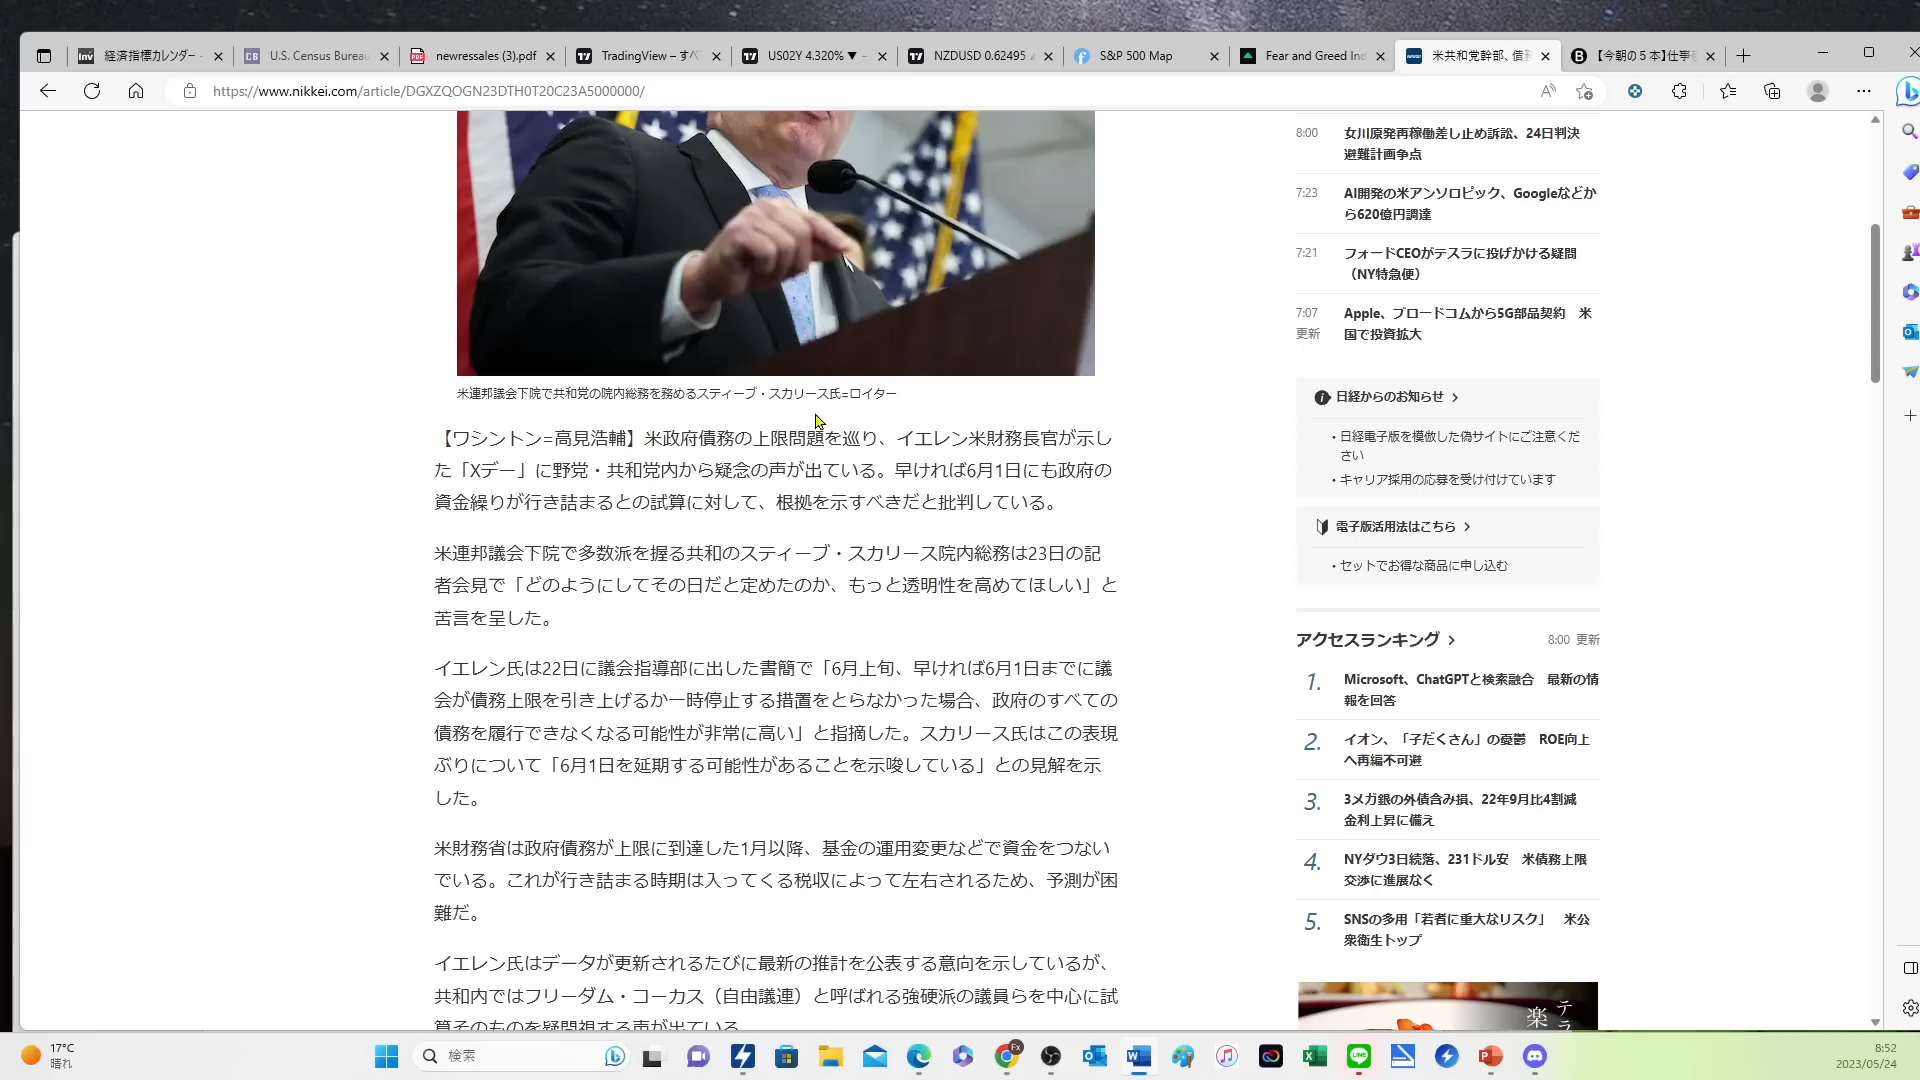 経済指標カレンダー -
U.S. Census Bureau
newressales (3).pdf
TradingView – すべ
US02Y 4.320% ▼ –
NZDUSD 0.62495
S&P 500 Map
Fear and Greed Ind
米共和党幹部、債務
【今朝の5本】仕事
https://www.nikkei.com/article/DGXZQOGN23DTH0T20C23A5000000/
米連邦議会下院で共和党の院内総務を務めるスティーブ・スカリース氏=ロイター
【ワシントン=高見浩輔】米政府債務の上限問題を巡り、イエレン米財務長官が示し
た「Xデー」に野党・共和党内から疑念の声が出ている。早ければ6月1日にも政府の
資金繰りが行き詰まるとの試算に対して、根拠を示すべきだと批判している。
米連邦議会下院で多数派を握る共和のスティーブ・スカリース院内総務は23日の記
者会見で「どのようにしてその日だと定めたのか、もっと透明性を高めてほしい」と
苦言を呈した。
イエレン氏は22日に議会指導部に出した書簡で「6月上旬、早ければ6月1日までに議
会が債務上限を引き上げるか一時停止する措置をとらなかった場合、政府のすべての
債務を履行できなくなる可能性が非常に高い」と指摘した。スカリース氏はこの表現
ぶりについて「6月1日を延期する可能性があることを示唆している」との見解を示
した。
米財務省は政府債務が上限に到達した1月以降、基金の運用変更などで資金をつない
でいる。これが行き詰まる時期は入ってくる税収によって左右されるため、予測が困
難だ。
イエレン氏はデータが更新されるたびに最新の推計を公表する意向を示しているが、
共和内ではフリーダム・コーカス（自由議連）と呼ばれる強硬派の議員らを中心に試
算そのものを疑問視する声が出ている
8:00 女川原発再稼働差し止め訴訟、24日判決
避難計画争点
7:23 AI開発の米アンソロピック、Googleなどか
ら620億円調達
7:21 フォードCEOがテスラに投げかける疑問
（NY特急便）
7:07 Apple、ブロードコムから5G部品契約　米
更新 国で投資拡大
日経からのお知らせ
・日経電子版を模倣した偽サイトにご注意くだ
さい
・キャリア採用の応募を受け付けています
電子版活用法はこちら
・セットでお得な商品に申し込む
アクセスランキング 8:00 更新
1. Microsoft、ChatGPTと検索融合　最新の情
報を回答
2. イオン、「子だくさん」の憂鬱　ROE向上
へ再編不可避
3. 3メガ銀の外債含み損、22年9月比4割減
金利上昇に備え
4. NYダウ3日続落、231ドル安　米債務上限
交渉に進展なく
5. SNSの多用「若者に重大なリスク」　米公
衆衛生トップ
テラ
楽
17°C
晴れ
検索
8:52
2023/05/24